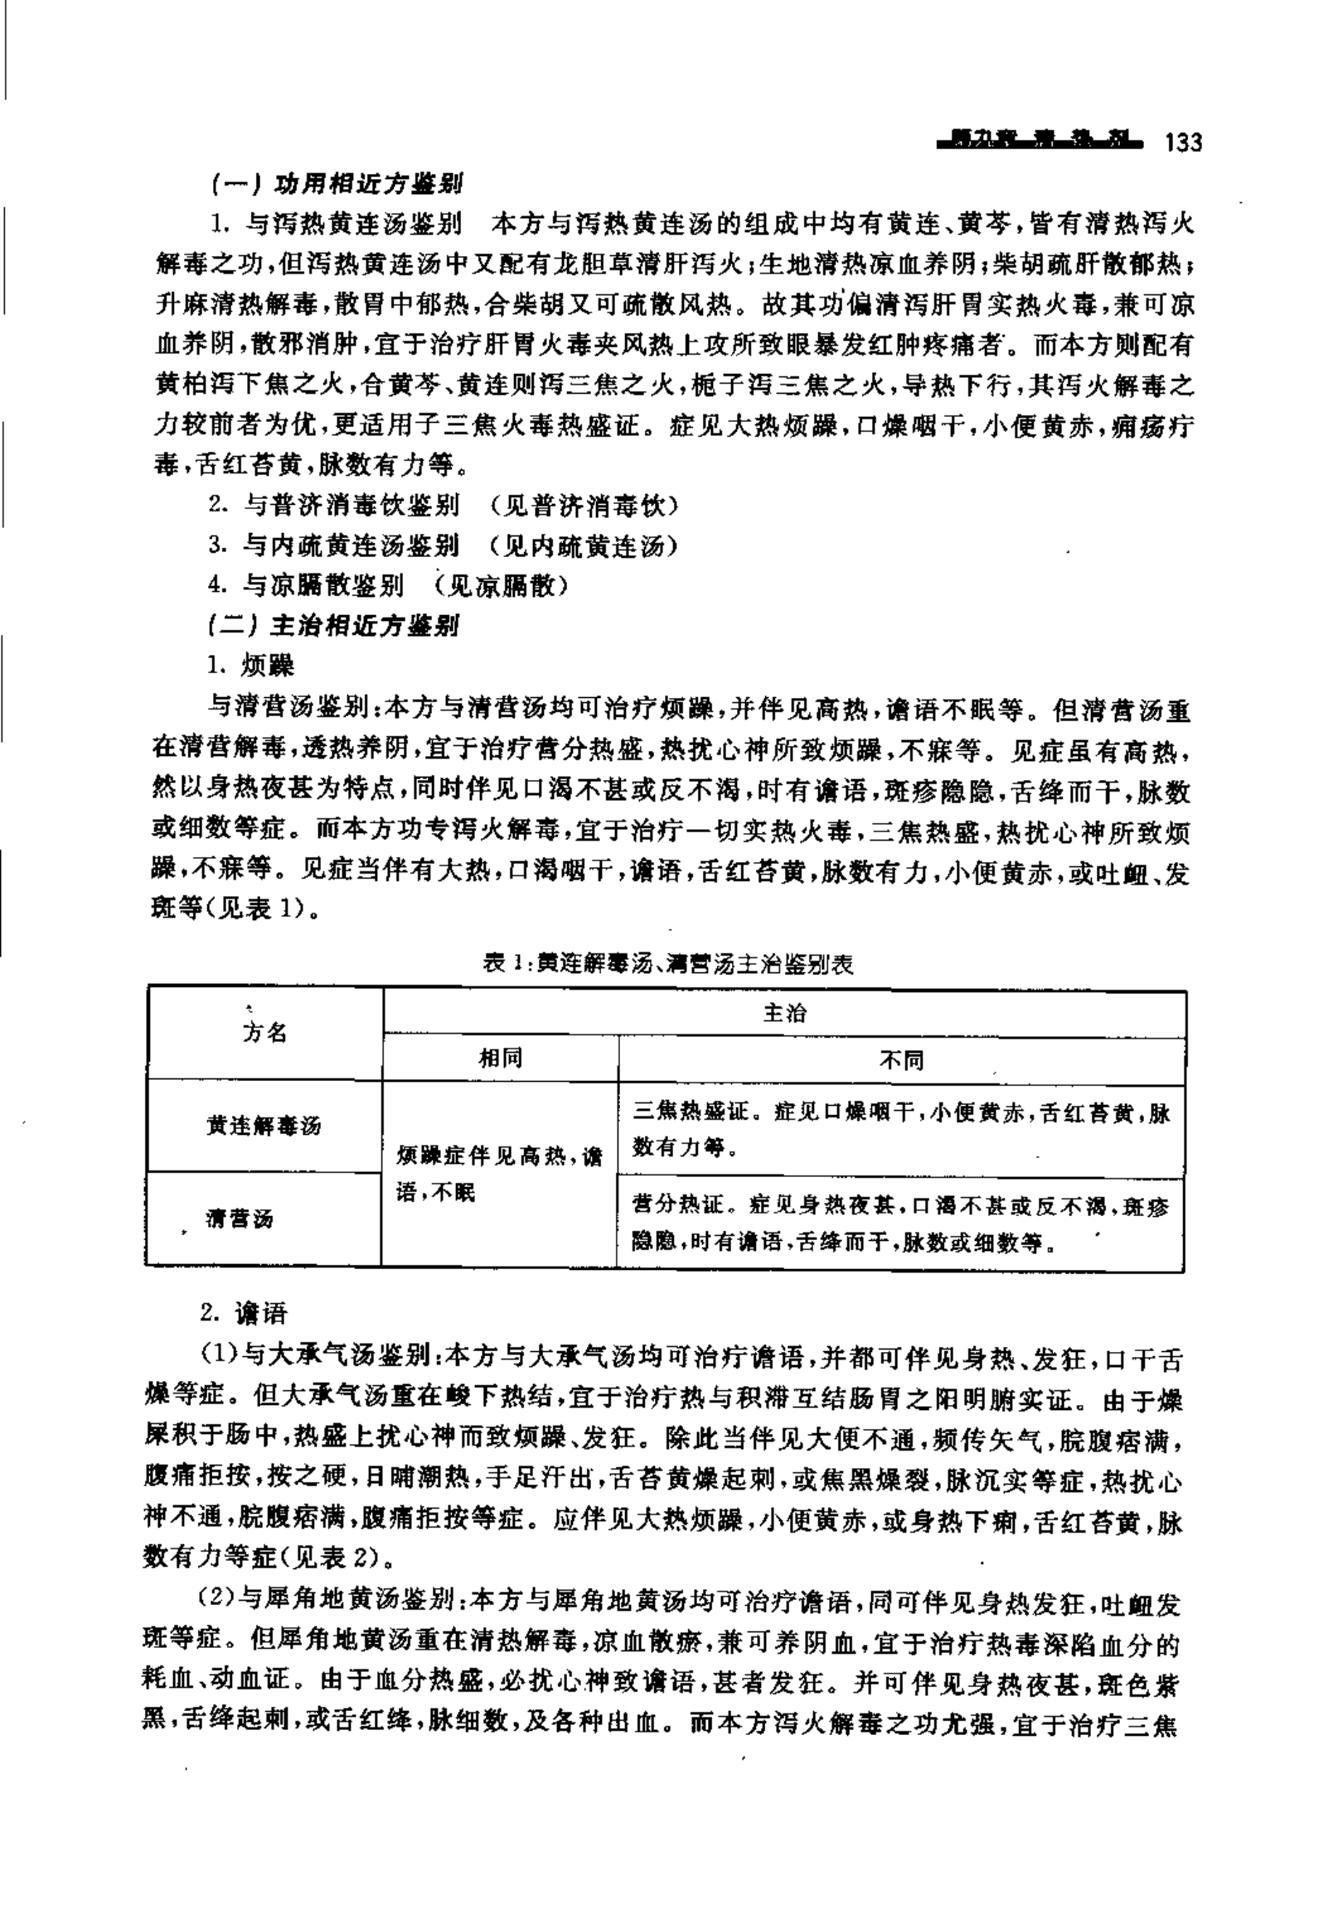 第九章 清热剂 133
(一) 功用相近方鉴别
1. 与泻热黄连汤鉴别 本方与泻热黄连汤的组成中均有黄连、黄芩,皆有清热泻火
解毒之功,但泻热黄连汤中又配有龙胆草清肝泻火;生地清热凉血养阴;柴胡疏肝散郁热;
升麻清热解毒,散胃中郁热,合柴胡又可疏散风热。故其功偏清泻肝胃实热火毒,兼可凉
血养阴,散邪消肿,宜于治疗肝胃火毒夹风热上攻所致眼暴发红肿疼痛者。而本方则配有
黄柏泻下焦之火,合黄芩、黄连则泻三焦之火,栀子泻三焦之火,导热下行,其泻火解毒之
力较前者为优,更适用子三焦火毒热盛证。症见大热烦躁,口燥咽干,小便黄赤,痈疡疔
毒,舌红苔黄,脉数有力等。
2. 与普济消毒饮鉴别 (见普济消毒饮)
3. 与内疏黄连汤鉴别 (见内疏黄连汤)
4. 与凉膈散鉴别 (见凉膈散)
(二) 主治相近方鉴别
1. 烦躁
与清营汤鉴别:本方与清营汤均可治疗烦躁,并伴见高热,谵语不眠等。但清营汤重
在清营解毒,透热养阴,宜于治疗营分热盛,热扰心神所致烦躁,不寐等。见症虽有高热,
然以身热夜甚为特点,同时伴见口渴不甚或反不渴,时有谵语,斑疹隐隐,舌绛而干,脉数
或细数等症。而本方功专泻火解毒,宜于治疗一切实热火毒,三焦热盛,热扰心神所致烦
躁,不寐等。见症当伴有大热,口渴咽干,谵语,舌红苔黄,脉数有力,小便黄赤,或吐衄、发
斑等(见表 1)。
表 1:黄连解毒汤、清营汤主治鉴别表
方名
主治
相同
不同
黄连解毒汤
烦躁症伴见高热,谵
语,不眠
三焦热盛证。症见口燥咽干,小便黄赤,舌红苔黄,脉
数有力等。
清营汤
营分热证。症见身热夜甚,口渴不甚或反不渴,斑疹
隐隐,时有谵语,舌绛而干,脉数或细数等。
2. 谵语
(1)与大承气汤鉴别:本方与大承气汤均可治疗谵语,并都可伴见身热、发狂,口干舌
燥等症。但大承气汤重在峻下热结,宜于治疗热与积滞互结肠胃之阳明腑实证。由于燥
屎积于肠中,热盛上扰心神而致烦躁、发狂。除此当伴见大便不通,频传矢气,脘腹痞满,
腹痛拒按,按之硬,日晡潮热,手足汗出,舌苔黄燥起刺,或焦黑燥裂,脉沉实等症,热扰心
神不通,脘腹痞满,腹痛拒按等症。应伴见大热烦躁,小便黄赤,或身热下痢,舌红苔黄,脉
数有力等症(见表 2)。
(2)与犀角地黄汤鉴别:本方与犀角地黄汤均可治疗谵语,同可伴见身热发狂,吐衄发
斑等症。但犀角地黄汤重在清热解毒,凉血散瘀,兼可养阴血,宜于治疗热毒深陷血分的
耗血、动血证。由于血分热盛,必扰心神致谵语,甚者发狂。并可伴见身热夜甚,斑色紫
黑,舌绛起刺,或舌红绛,脉细数,及各种出血。而本方泻火解毒之功尤强,宜于治疗三焦